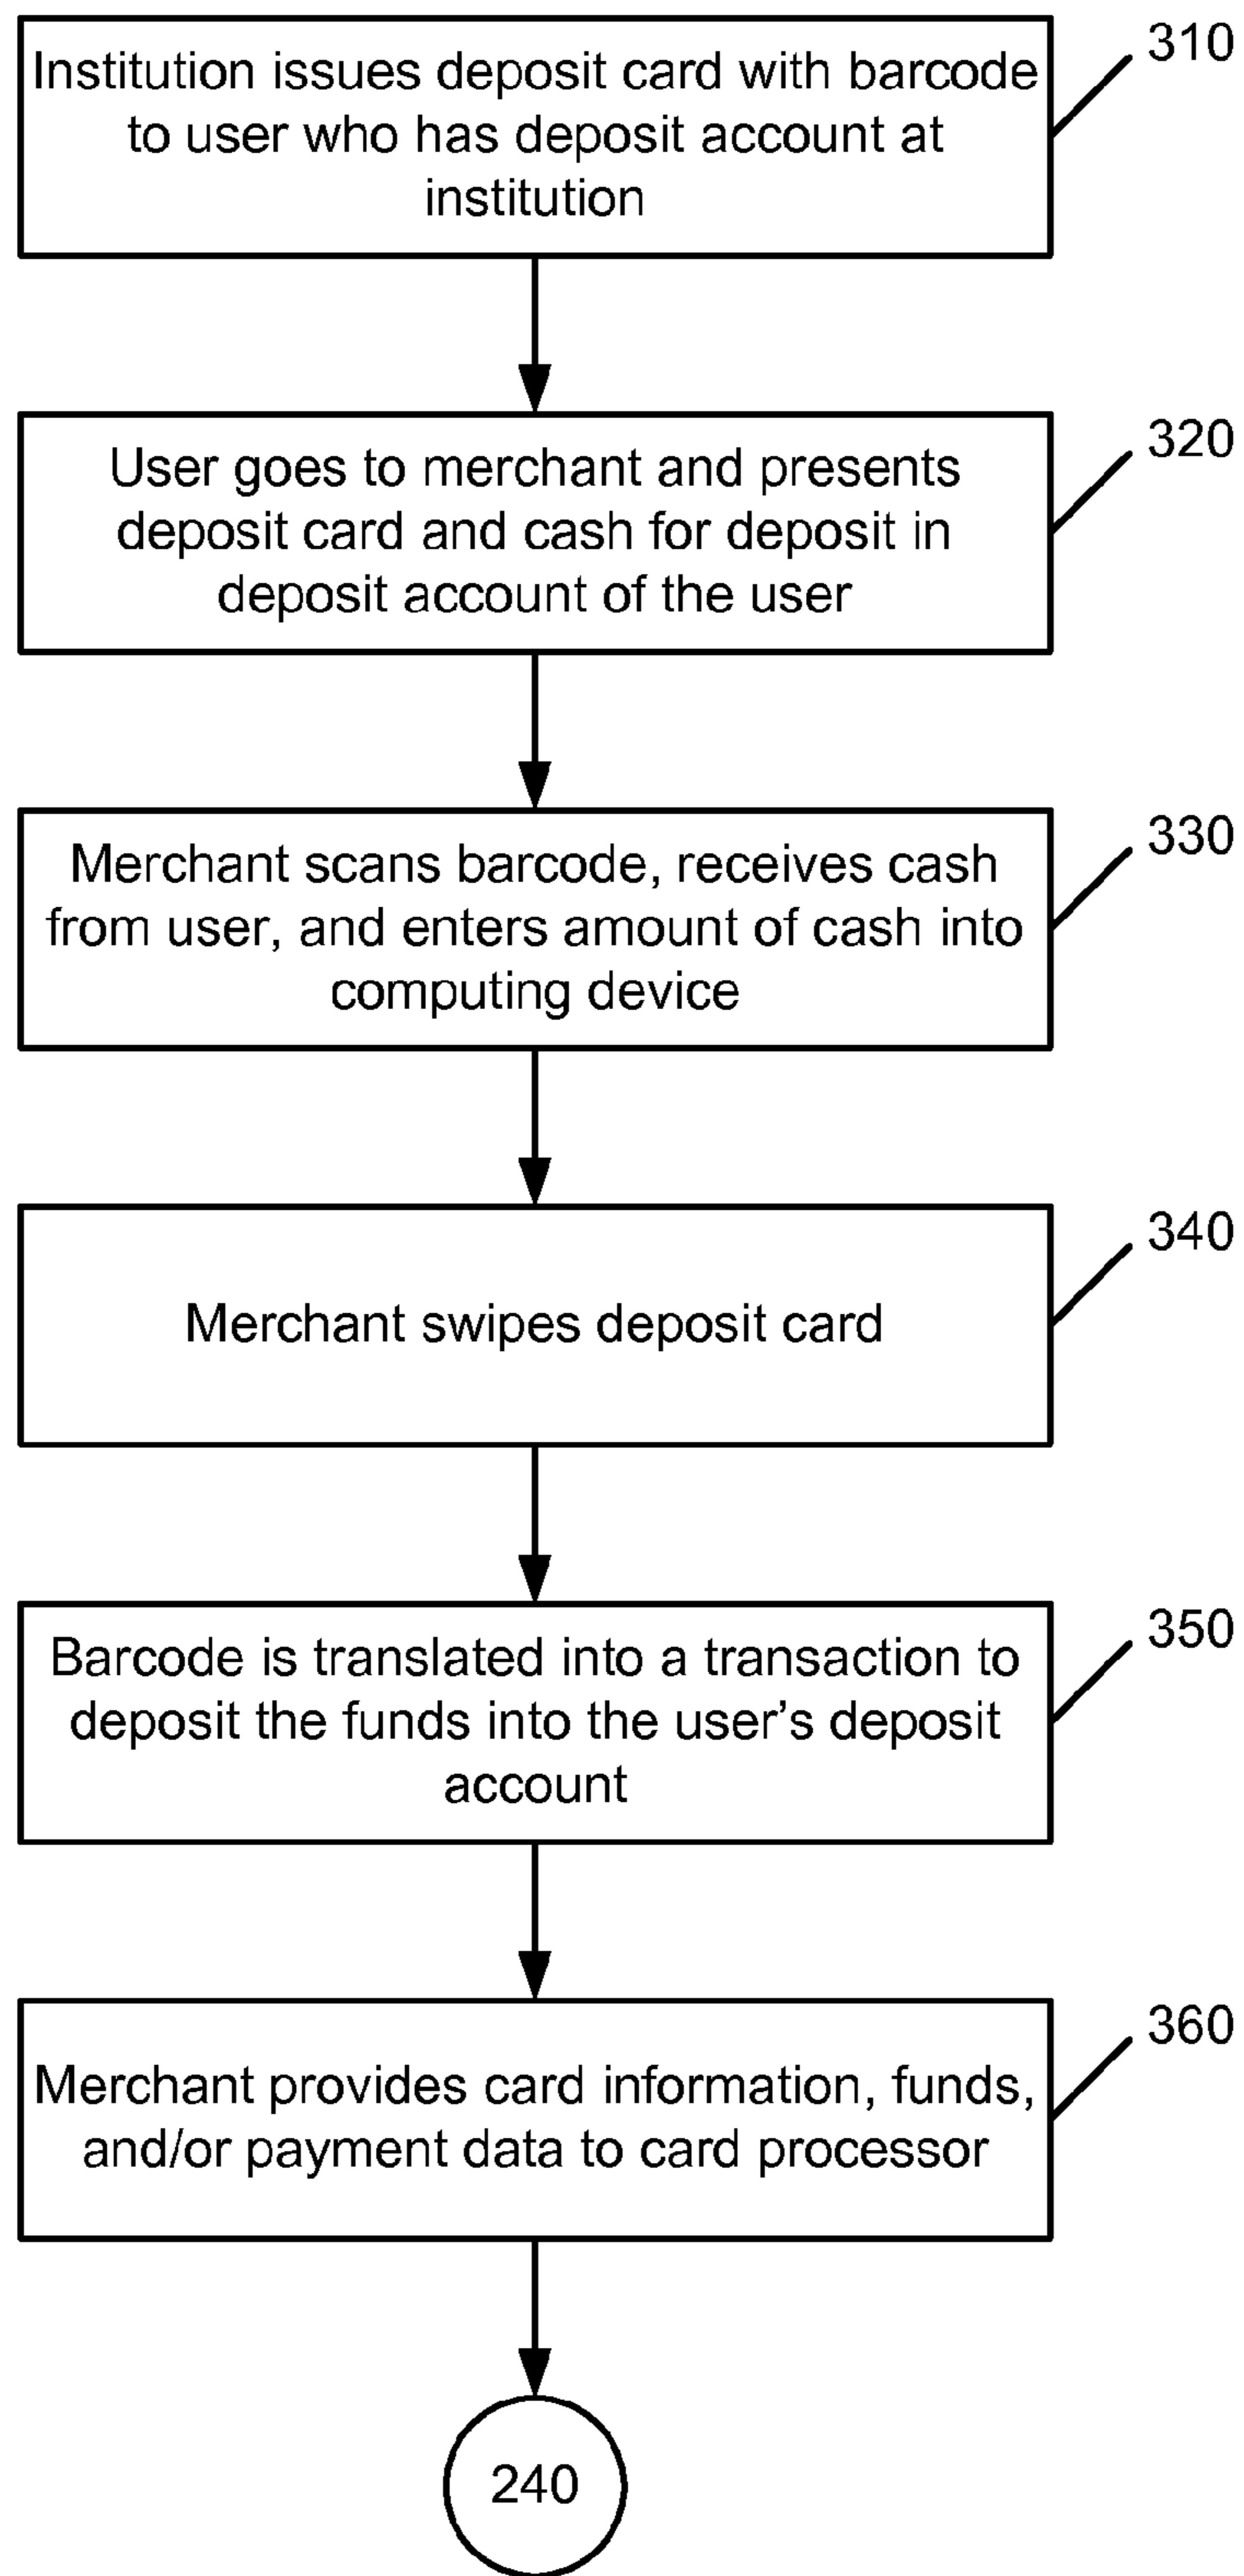 310
Institution issues deposit card with barcode
to user who has deposit account at
institution
320
User goes to merchant and presents
deposit card and cash for deposit in
deposit account of the user
330
Merchant scans barcode, receives cash
from user, and enters amount of cash into
computing device
340
Merchant swipes deposit card
350
Barcode is translated into a transaction to
deposit the funds into the user's deposit
account
360
Merchant provides card information, funds,
and/or payment data to card processor
240